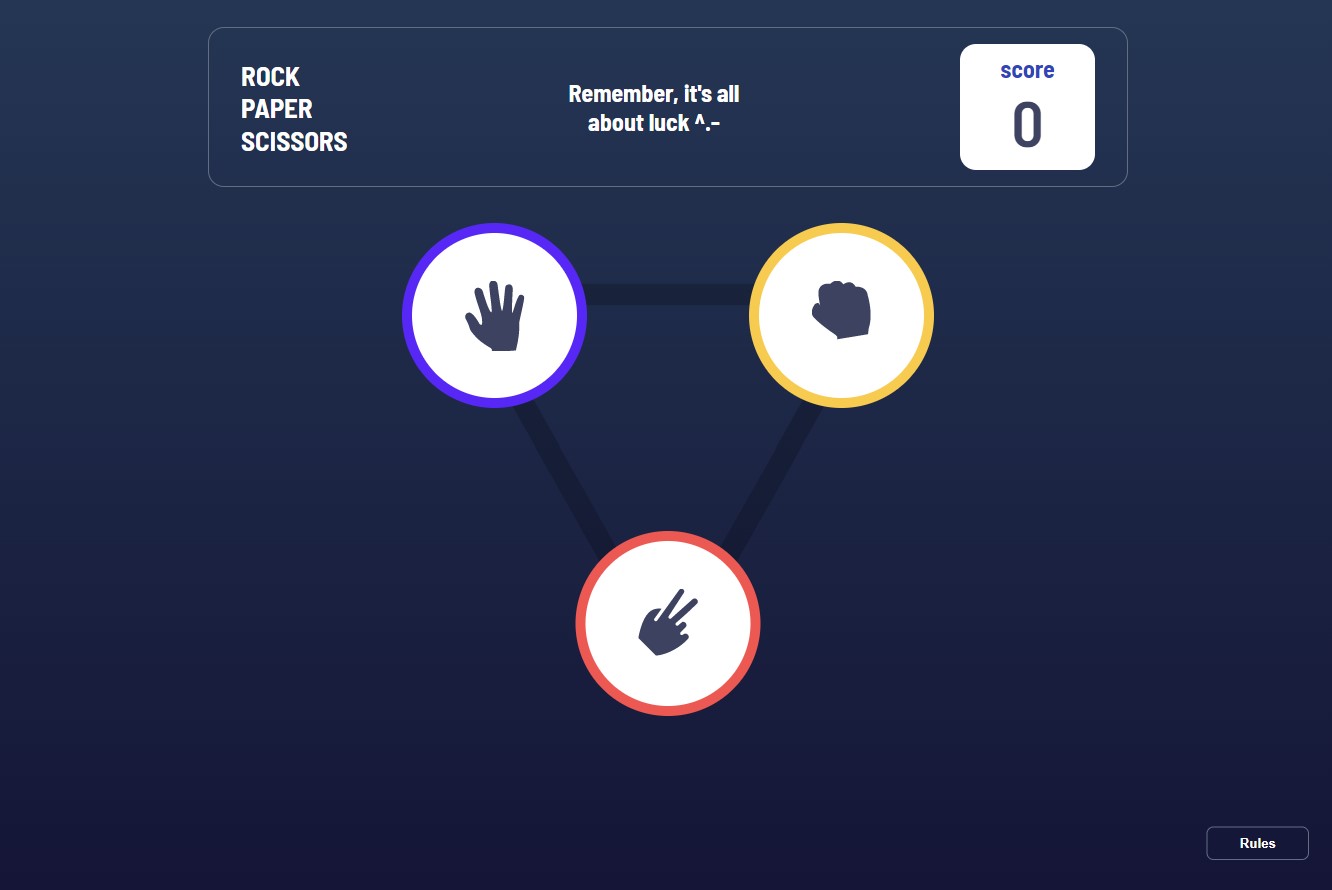 ROCK
PAPER
SCISSORS
Remember, it's all
about luck ^.-
score
0
Rules